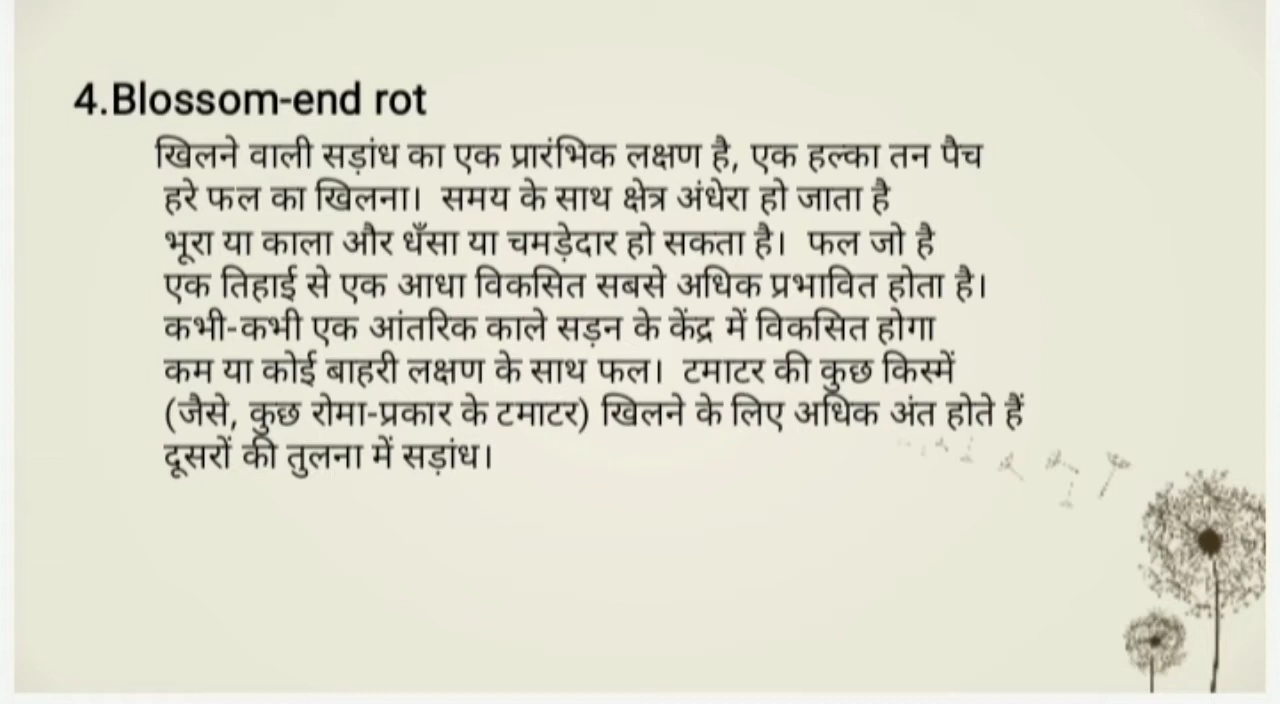 4.Blossom-end rot
खिलने वाली सड़ांध का एक प्रारंभिक लक्षण है, एक हल्का तन पैच
हरे फल का खिलना। समय के साथ क्षेत्र अंधेरा हो जाता है
भूरा या काला और धँसा या चमड़ेदार हो सकता है। फल जो है
एक तिहाई से एक आधा विकसित सबसे अधिक प्रभावित होता है।
कभी-कभी एक आंतरिक काले सड़न के केंद्र में विकसित होगा
कम या कोई बाहरी लक्षण के साथ फल। टमाटर की कुछ किस्में
(जैसे, कुछ रोमा-प्रकार के टमाटर) खिलने के लिए अधिक अंत होते हैं
दूसरों की तुलना में सड़ांध।